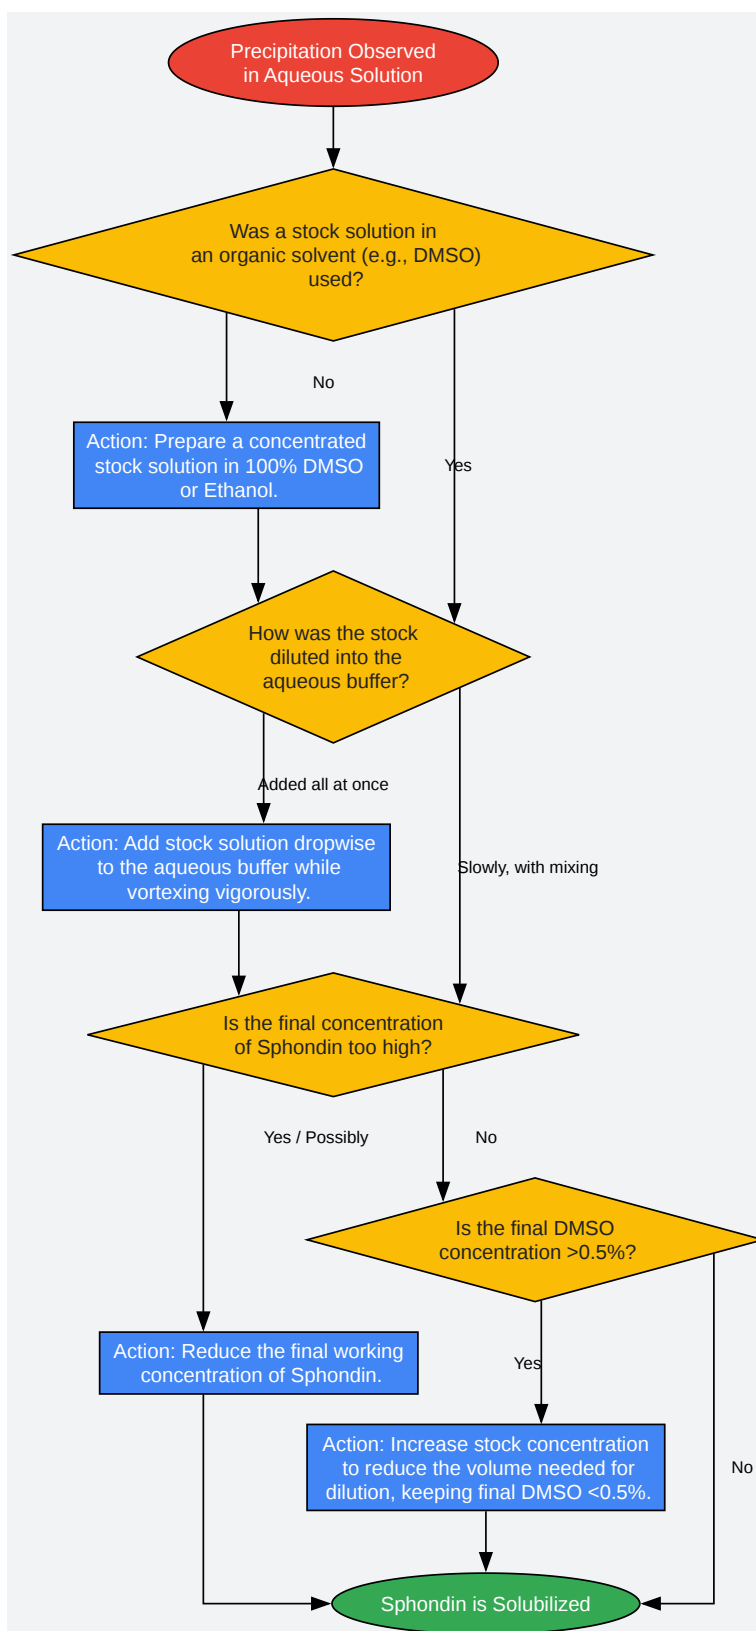 Precipitation Observed
in Aqueous Solution
Was a stock solution in
an organic solvent (e.g., DMSO)
used?
No
Action: Prepare a concentrated
stock solution in 100% DMSO
or Ethanol.
Yes
How was the stock
diluted into the
aqueous buffer?
Added all at once
Action: Add stock solution dropwise
to the aqueous buffer while
vortexing vigorously.
Slowly, with mixing
Is the final concentration
of Sphondin too high?
Yes / Possibly
No
Is the final DMSO
concentration >0.5%?
Action: Reduce the final working
concentration of Sphondin.
Yes
Action: Increase stock concentration
to reduce the volume needed for
dilution, keeping final DMSO <0.5%.
No
Sphondin is Solubilized